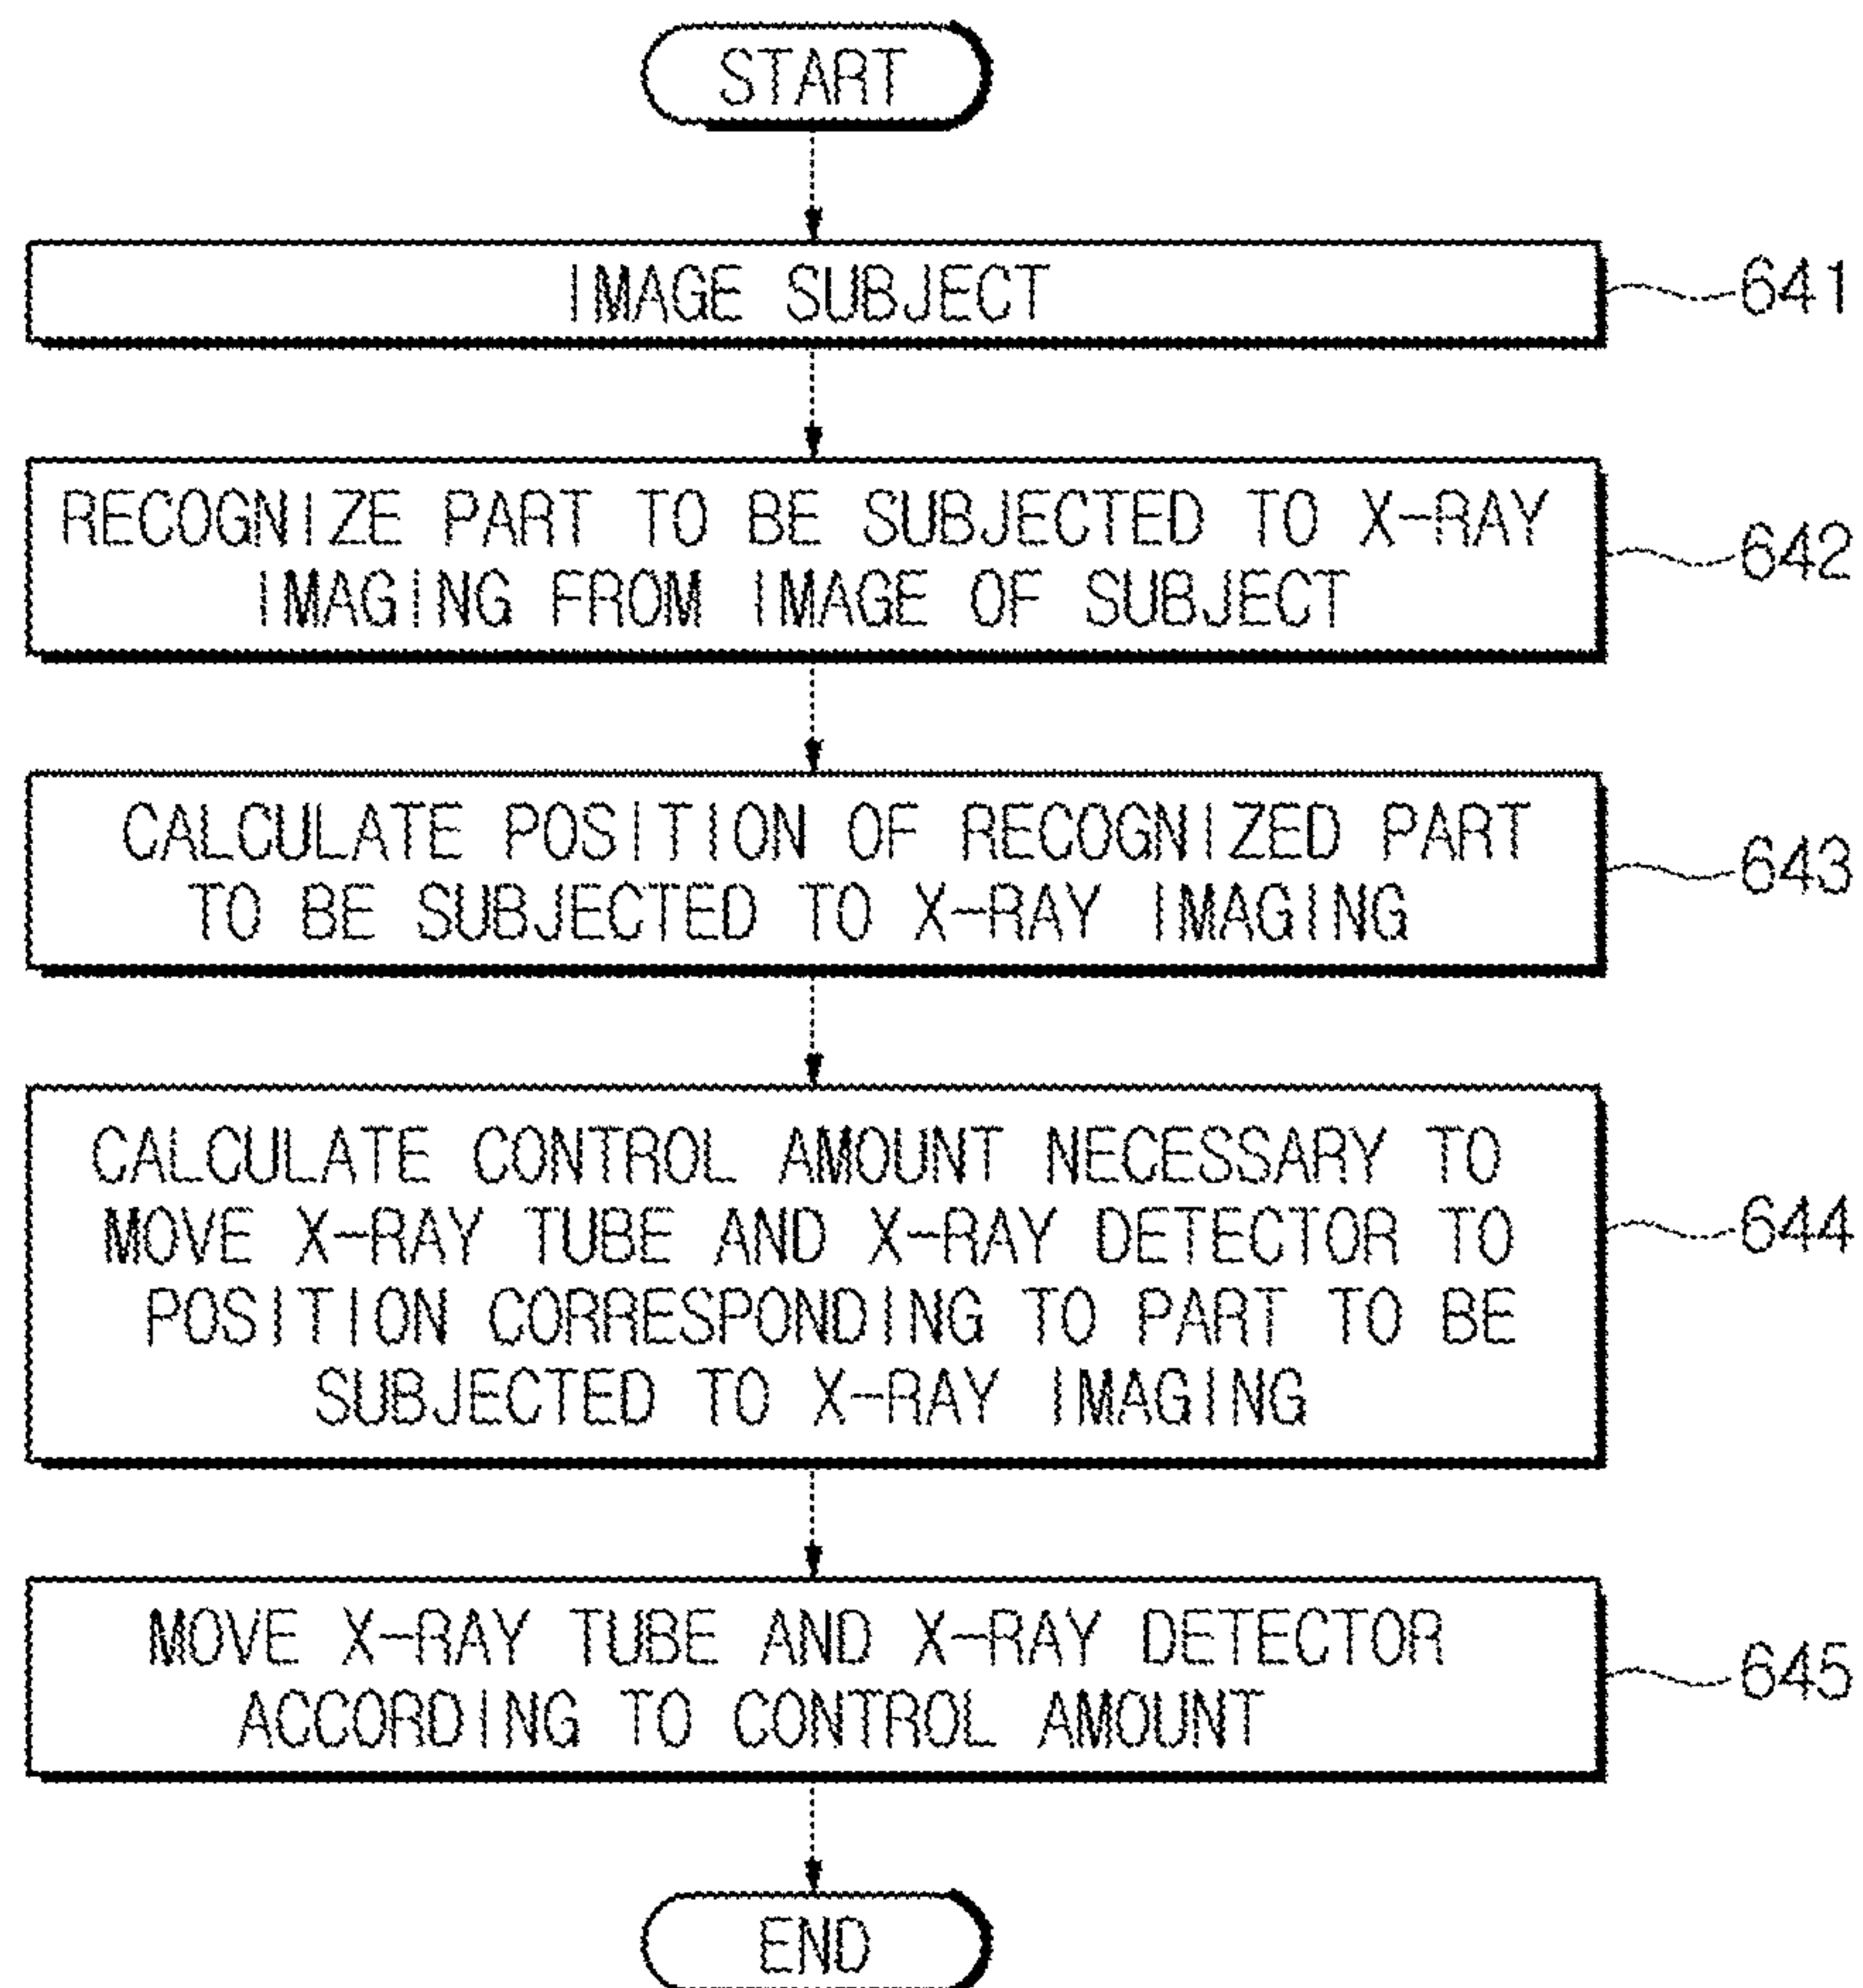 START
IMAGE SUBJECT
641
RECOGNIZE PART TO BE SUBJECTED TO X-RAY
IMAGING FROM IMAGE OF SUBJECT
642
CALCULATE POSITION OF RECOGNIZED PART
TO BE SUBJECTED TO X-RAY IMAGING
643
CALCULATE CONTROL AMOUNT NECESSARY TO
MOVE X-RAY TUBE AND X-RAY DETECTOR TO
POSITION CORRESPONDING TO PART TO BE
SUBJECTED TO X-RAY IMAGING
644
MOVE X-RAY TUBE AND X-RAY DETECTOR
ACCORDING TO CONTROL AMOUNT
645
END